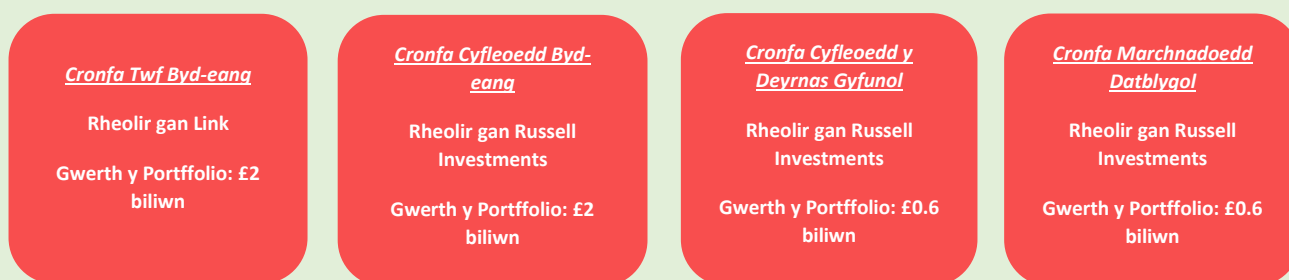 Cronfa Twf Byd-eang
Rheolir gan Link
Gwerth y Portffolio: £2
biliwn
Cronfa Cyfleoedd Byd-
eang
Rheolir gan Russell
Investments
Gwerth y Portffolio: £2
biliwn
Cronfa Cyfleoedd y
Deyrnas Gyfunol
Rheolir gan Russell
Investments
Gwerth y Portffolio: £0.6
biliwn
Cronfa Marchnadoedd
Datblygol
Rheolir gan Russell
Investments
Gwerth y Portffolio: £0.6
biliwn